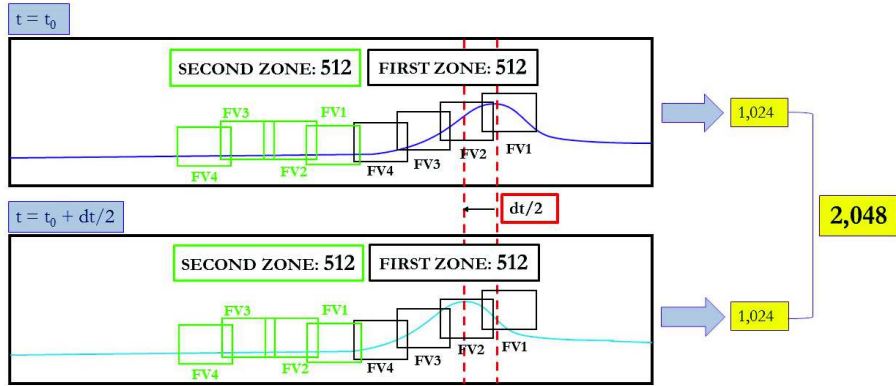 t = t0
SECOND ZONE: 512
FIRST ZONE: 512
FV3
FV1
FV4
FV2
FV4
FV3
FV2
FV1
1,024
dt/2
2,048
t = t0 + dt/2
SECOND ZONE: 512
FIRST ZONE: 512
FV3
FV1
FV4
FV2
FV4
FV3
FV2
FV1
1,024